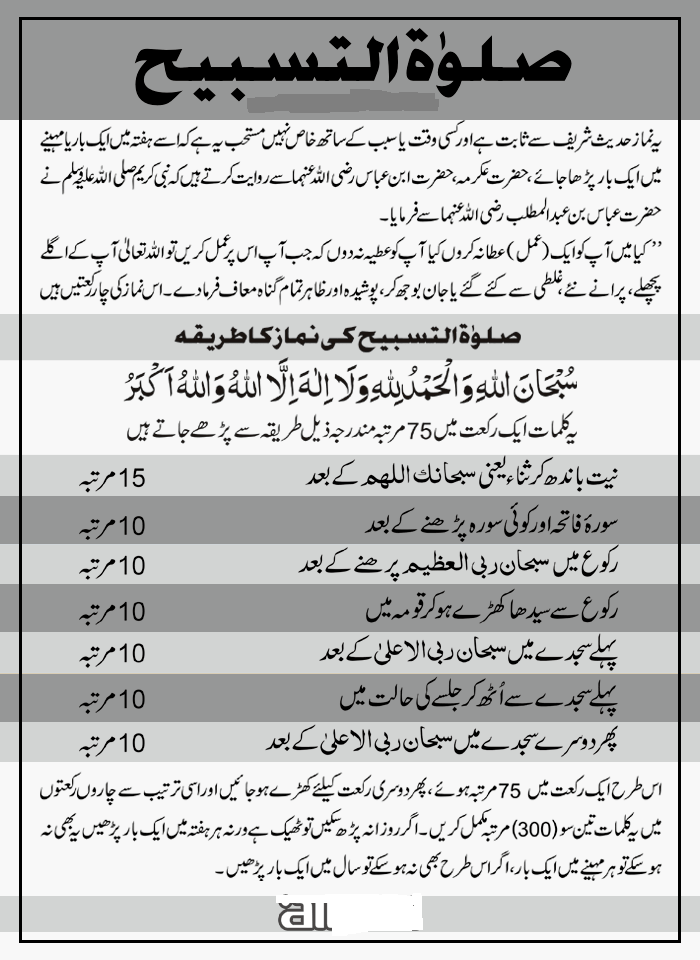 صلوٰۃ التسبیح
یہ نماز حدیث شریف سے ثابت ہے اور کسی وقت یا سبب کے ساتھ خاص نہیں مستحب یہ ہے کہ اسے ہفتہ میں ایک بار یا مہینے
میں ایک بار پڑھا جائے، حضرت عکرمہ، حضرت ابن عباس رضی اللہ عنہما سے روایت کرتے ہیں کہ نبی کریم صلی اللہ علیہ وسلم نے
حضرت عباس بن عبدالمطلب رضی اللہ عنہما سے فرمایا۔
’’ کیا میں آپ کو ایک (عمل) عطا نہ کروں کیا آپ کو عطیہ نہ دوں کہ جب آپ اس پر عمل کریں تو اللہ تعالیٰ آپ کے اگلے
پچھلے، پرانے نئے، غلطی سے کئے گئے یا جان بوجھ کر، پوشیدہ اور ظاہر تمام گناہ معاف فرما دے۔ اس نماز کی چار رکعتیں ہیں
صلوٰۃ التسبیح کی نماز کا طریقہ
سُبْحَانَ اللهِ وَالْحَمْدُ لِلّٰهِ وَلَا اِلٰهَ اِلَّا اللهُ وَاللهُ اَكْبَرُ
یہ کلمات ایک رکعت میں 75 مرتبہ مندرجہ ذیل طریقہ سے پڑھے جاتے ہیں
نیت باندھ کر ثناء یعنی سبحانك اللهم کے بعد 15 مرتبہ
سورۂ فاتحہ اور کوئی سورہ پڑھنے کے بعد 10 مرتبہ
رکوع میں سبحان ربی العظیم پرھنے کے بعد 10 مرتبہ
رکوع سے سیدھا کھڑے ہو کر قومہ میں 10 مرتبہ
پہلے سجدے میں سبحان ربی الاعلیٰ کے بعد 10 مرتبہ
پہلے سجدے سے اُٹھ کر جلسے کی حالت میں 10 مرتبہ
پھر دوسرے سجدے میں سبحان ربی الاعلیٰ کے بعد 10 مرتبہ
اس طرح ایک رکعت میں 75 مرتبہ ہوئے، پھر دوسری رکعت کیلئے کھڑے ہو جائیں اور اسی ترتیب سے چاروں رکعتوں
میں یہ کلمات تین سو (300) مرتبہ مکمل کریں۔ اگر روزانہ پڑھ سکیں تو ٹھیک ہے ورنہ ہر ہفتہ میں ایک بار پڑھیں یہ بھی نہ
ہو سکے تو ہر مہینے میں ایک بار، اگر اس طرح بھی نہ ہو سکے تو سال میں ایک بار پڑھیں۔